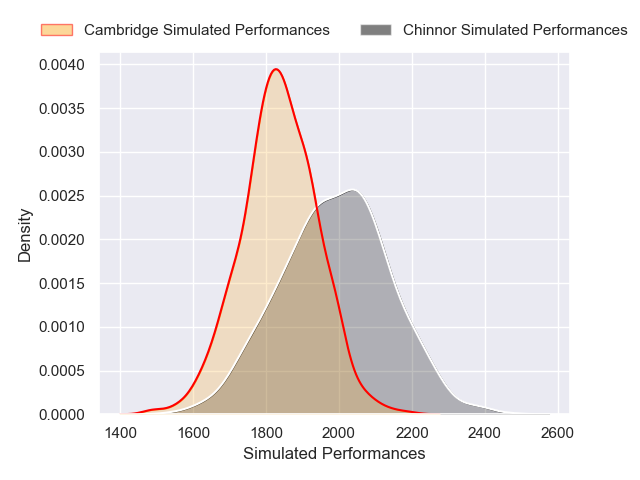 Cambridge Simulated Performances Chinnor Simulated Performances
0.0040
0.0035
0.0030
0.0025
0.0020
0.0015
0.0010
0.0005
0.0000
Density
1400 1600 1800 2000 2200 2400 2600
Simulated Performances